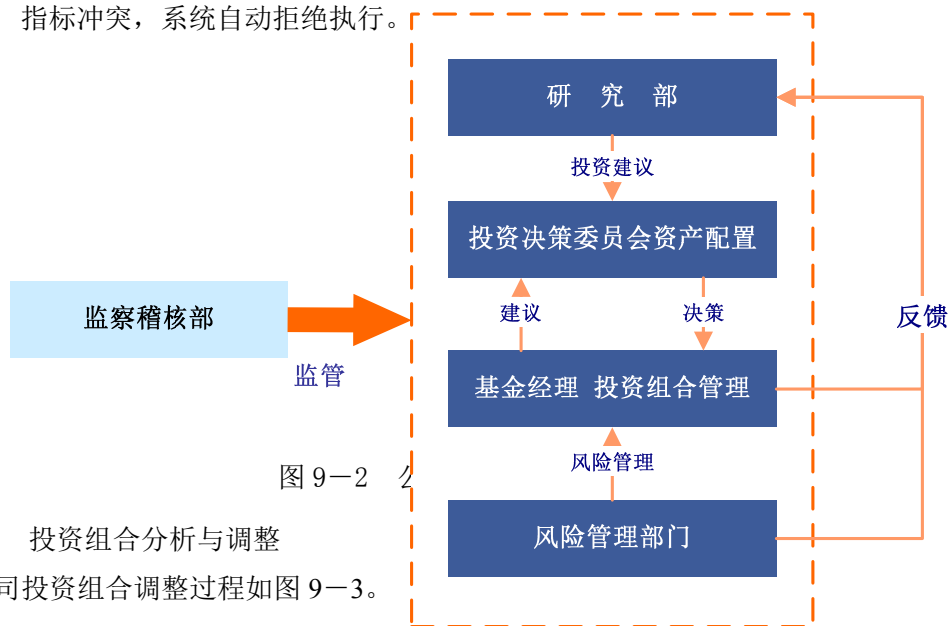 指标冲突，系统自动拒绝执行。
研 究 部
投资建议
投资决策委员会资产配置
建议
决策
监察稽核部
监管
反馈
基金经理 投资组合管理
风险管理
图 9－2
风险管理部门
投资组合分析与调整
司投资组合调整过程如图 9－3。